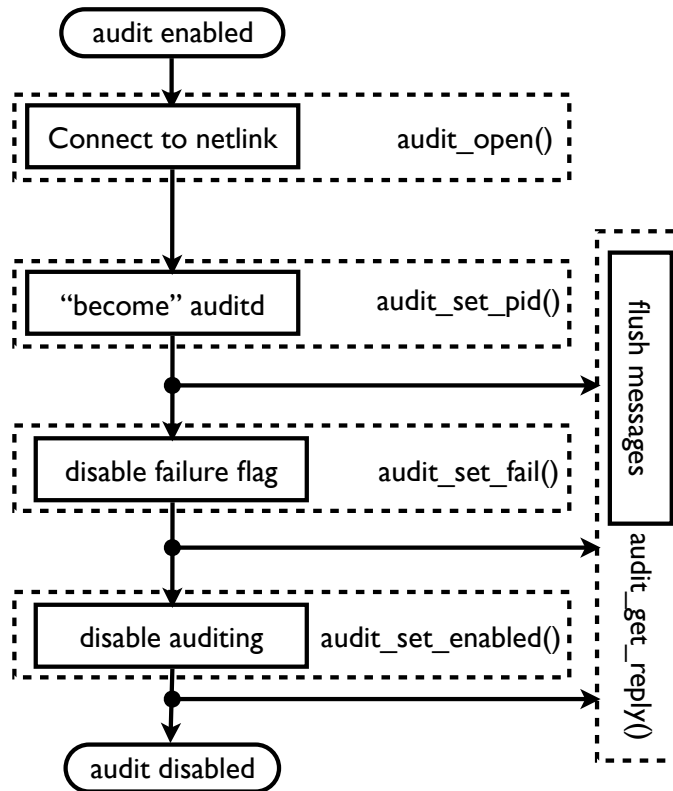 audit enabled
Connect to netlink
audit_open()
“become” auditd
audit_set_pid()
disable failure flag
audit_set_fail()
disable auditing
audit_set_enabled()
audit disabled
flush messages
audit_get_reply()